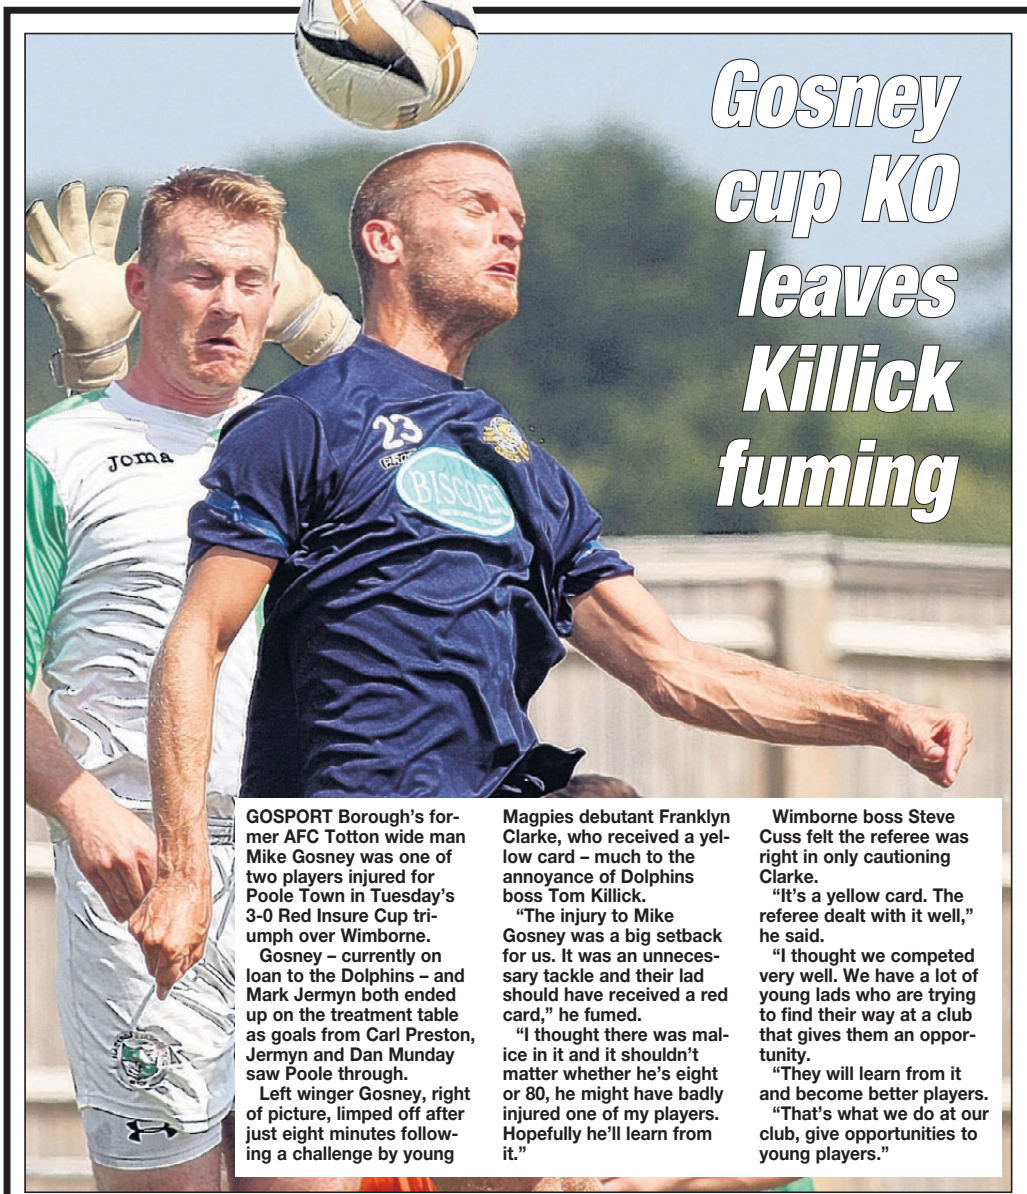 Gosney
cup KO
leaves
Killick
fuming
Joma
23
BISCOE
GOSPORT Borough's for-
mer AFC Totton wide man
Mike Gosney was one of
two players injured for
Poole Town in Tuesday's
3-0 Red Insure Cup tri-
umph over Wimborne.
Gosney – currently on
loan to the Dolphins – and
Mark Jermyn both ended
up on the treatment table
as goals from Carl Preston,
Jermyn and Dan Munday
saw Poole through.
Left winger Gosney, right
of picture, limped off after
just eight minutes follow-
ing a challenge by young
Magpies debutant Franklyn
Clarke, who received a yel-
low card – much to the
annoyance of Dolphins
boss Tom Killick.
"The injury to Mike
Gosney was a big setback
for us. It was an unneces-
sary tackle and their lad
should have received a red
card," he fumed.
"I thought there was mal-
ice in it and it shouldn't
matter whether he's eight
or 80, he might have badly
injured one of my players.
Hopefully he'll learn from
it."
Wimborne boss Steve
Cuss felt the referee was
right in only cautioning
Clarke.
"It's a yellow card. The
referee dealt with it well,"
he said.
"I thought we competed
very well. We have a lot of
young lads who are trying
to find their way at a club
that gives them an oppor-
tunity.
"They will learn from it
and become better players.
"That's what we do at our
club, give opportunities to
young players."